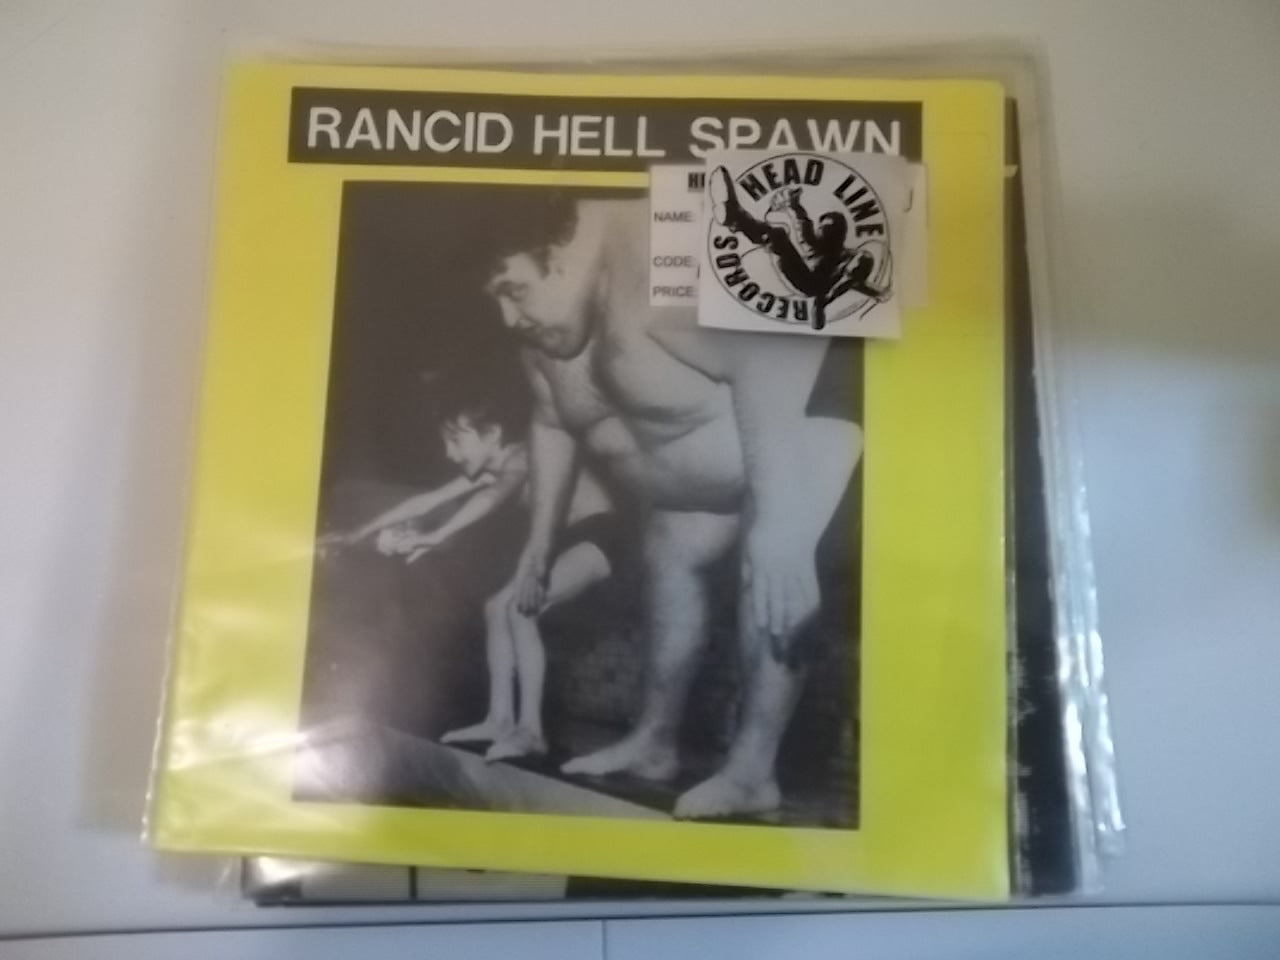 RANCID HELL SPAWN
NAME:
CODE:
PRICE:
HEAD LINE
RECORDS